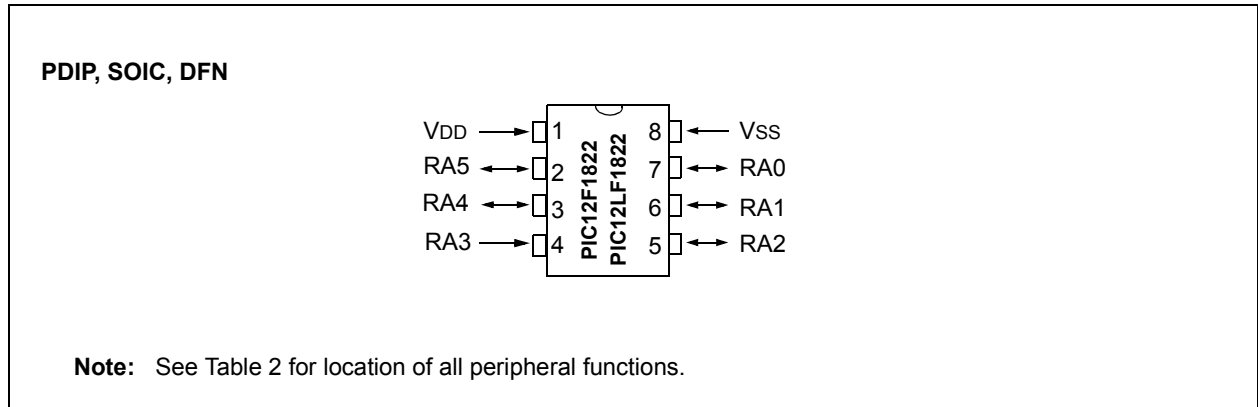 PDIP, SOIC, DFN
VDD 1 8 VSS
RA5 2 7 RA0
RA4 3 6 RA1
RA3 4 5 RA2
PIC12F1822
PIC12LF1822
Note: See Table 2 for location of all peripheral functions.